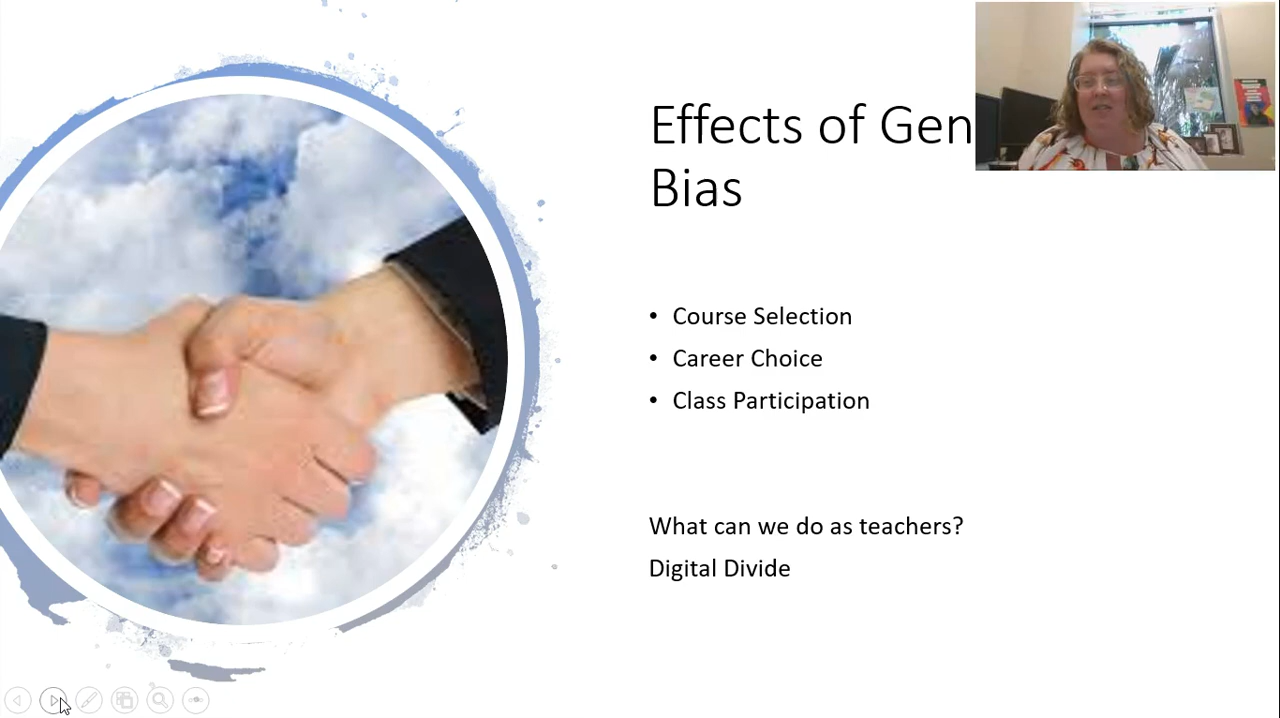 Effects of Gen
Bias
• Course Selection
• Career Choice
• Class Participation
What can we do as teachers?
Digital Divide